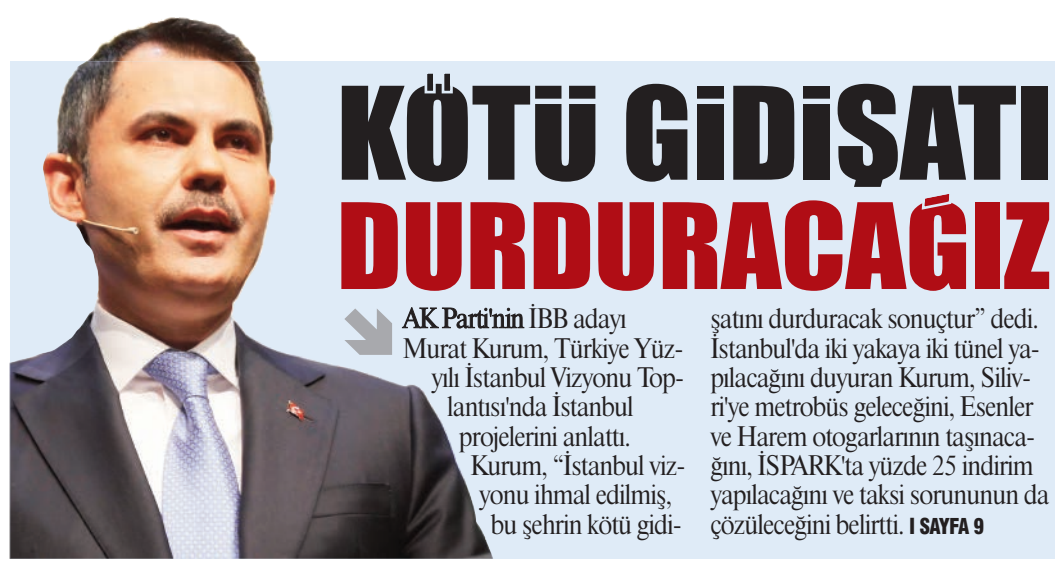 KÖTÜ GİDİŞATI
DURDURACAĞIZ
AK Parti'nin İBB adayı
Murat Kurum, Türkiye Yüz-
yılı İstanbul Vizyonu Top-
lantısı'nda İstanbul
projelerini anlattı.
Kurum, “İstanbul viz-
yonu ihmal edilmiş,
bu şehrin kötü gidi-
şatını durduracak sonuçtur” dedi.
İstanbul'da iki yakaya iki tünel ya-
pılacağını duyuran Kurum, Siliv-
ri'ye metrobüs geleceğini, Esenler
ve Harem otogarlarının taşınaca-
ğını, İSPARK'ta yüzde 25 indirim
yapılacağını ve taksi sorununun da
çözüleceğini belirtti. I SAYFA 9